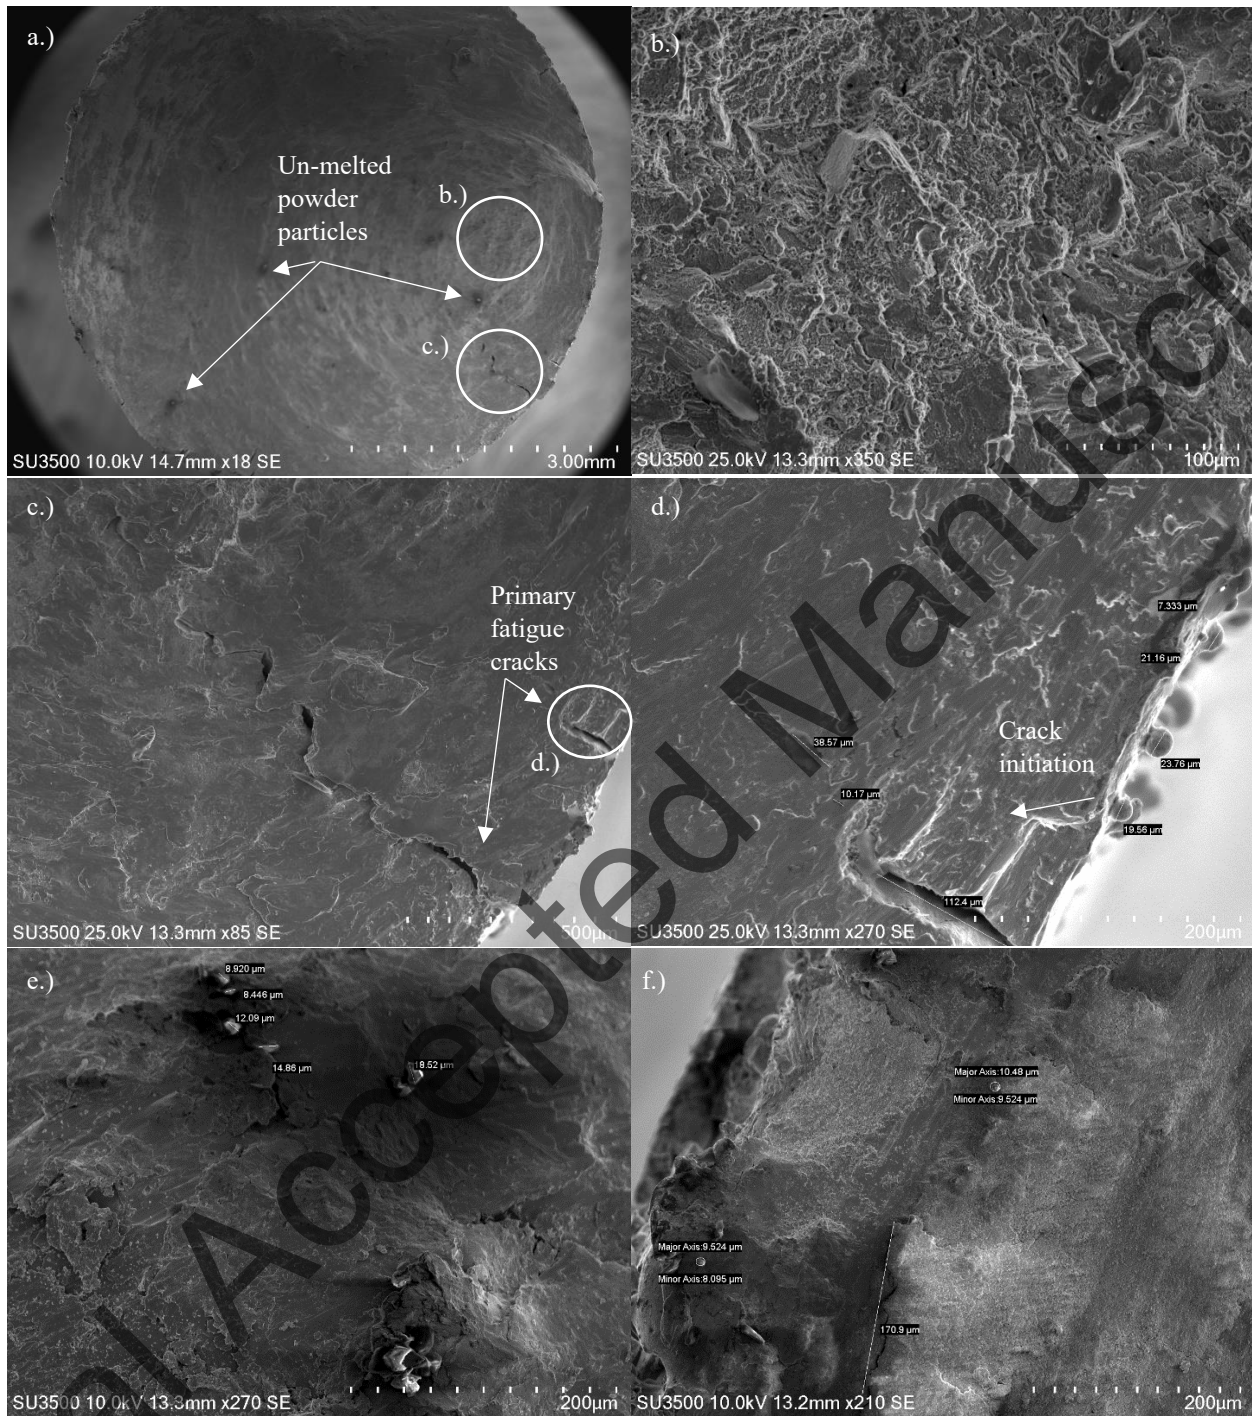 a.)
Un-melted
powder
particles
b.)
c.)
SU3500 10.0kV 14.7mm x18 SE
3.00mm
b.)
SU3500 25.0kV 13.3mm x350 SE
100μm
c.)
Primary
fatigue
cracks
d.)
SU3500 25.0kV 13.3mm x85 SE
500μm
d.)
7.333 μm
21.16 μm
Crack
initiation
38.57 μm
23.76 μm
10.17 μm
19.56 μm
112.4 μm
SU3500 25.0kV 13.3mm x270 SE
200μm
e.)
8.920 μm
8.446 μm
12.09 μm
14.86 μm
18.52 μm
SU3500 10.0kV 13.3mm x270 SE
200μm
f.)
Major Axis:10.48 μm
Minor Axis:9.524 μm
Major Axis:9.524 μm
Minor Axis:8.095 μm
170.9 μm
SU3500 10.0kV 13.2mm x210 SE
200μm
Accepted Manuscri